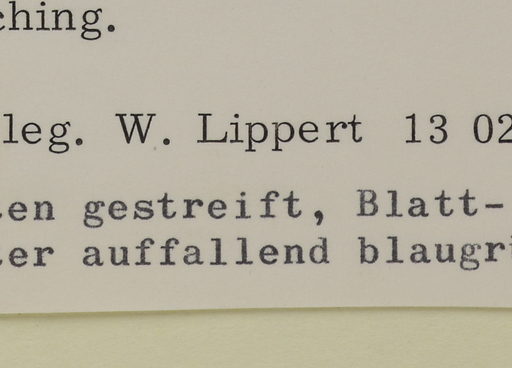 ching.
leg. W. Lippert 13 02
en gestreift, Blatt-
er auffallend blaugr